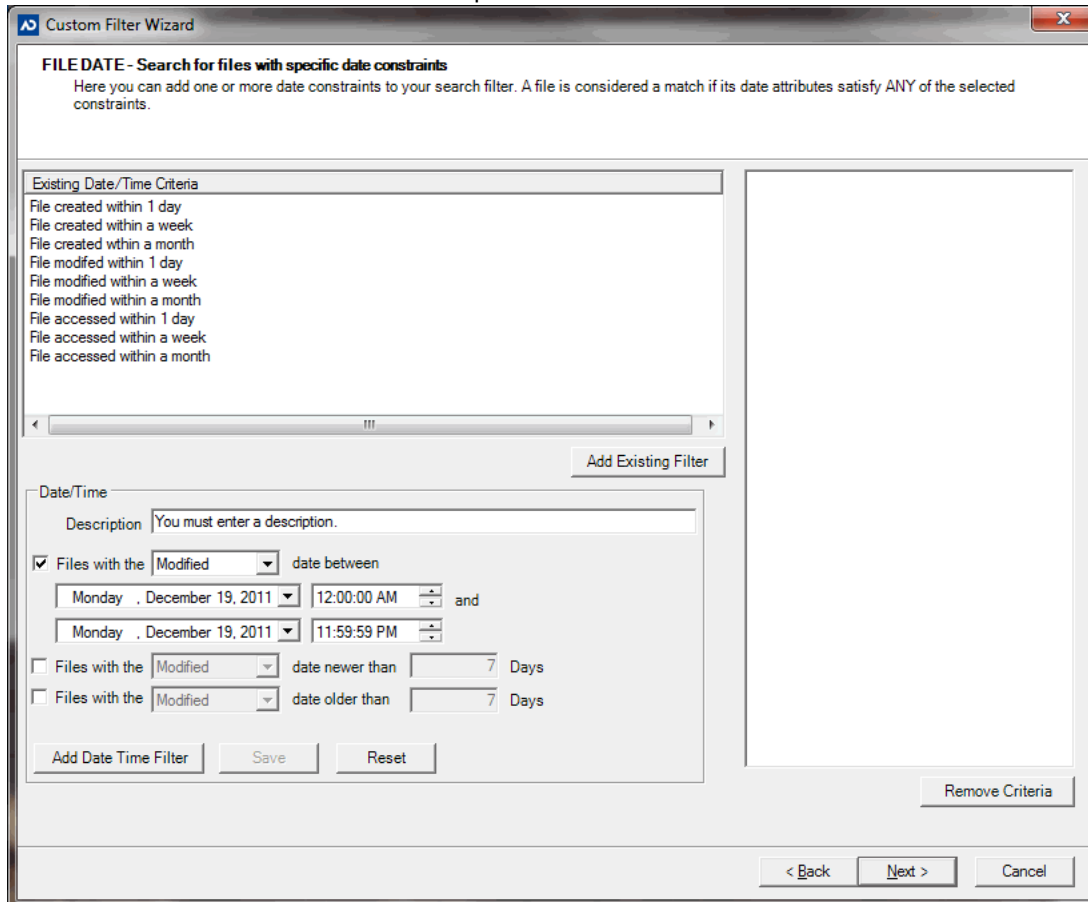 Custom Filter Wizard
FILE DATE - Search for files with specific date constraints
Here you can add one or more date constraints to your search filter. A file is considered a match if its date attributes satisfy ANY of the selected
constraints.
Existing Date/Time Criteria
File created within 1 day
File created within a week
File created wthin a month
File modifed within 1 day
File modified within a week
File modified within a month
File accessed within 1 day
File accessed within a week
File accessed within a month
Add Existing Filter
Date/Time
Description You must enter a description.
Files with the Modified date between
Monday , December 19, 2011 12:00:00 AM and
Monday , December 19, 2011 11:59:59 PM
Files with the Modified date newer than 7 Days
Files with the Modified date older than 7 Days
Add Date Time Filter Save Reset
Remove Criteria
< Back Next > Cancel